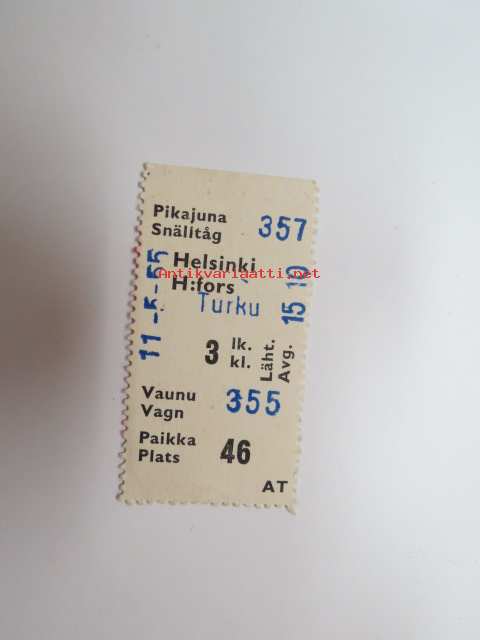 Pikajuna 357
Snälltåg
Helsinki
H:fors
Turku
11-5-55
Läht. 15 10
Avg.
3 lk.
kl.
Vaunu 355
Vagn
Paikka 46
Plats
AT
Antikvariaatti.net